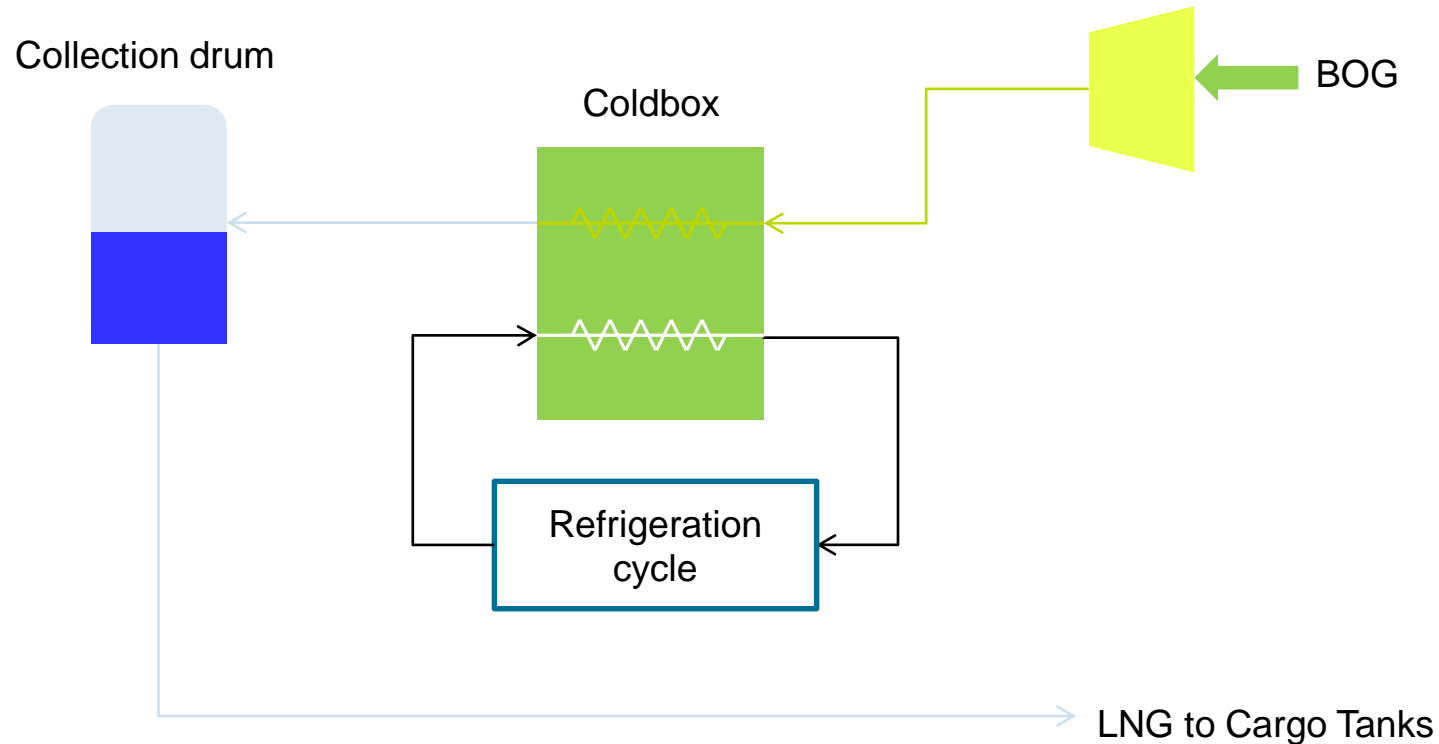 Collection drum
Coldbox
BOG
Refrigeration
cycle
LNG to Cargo Tanks